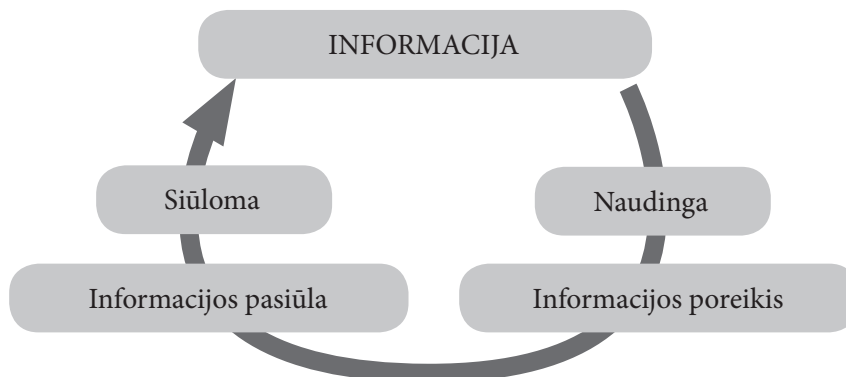 INFORMACIJA
Siūloma
Naudinga
Informacijos pasiūla
Informacijos poreikis